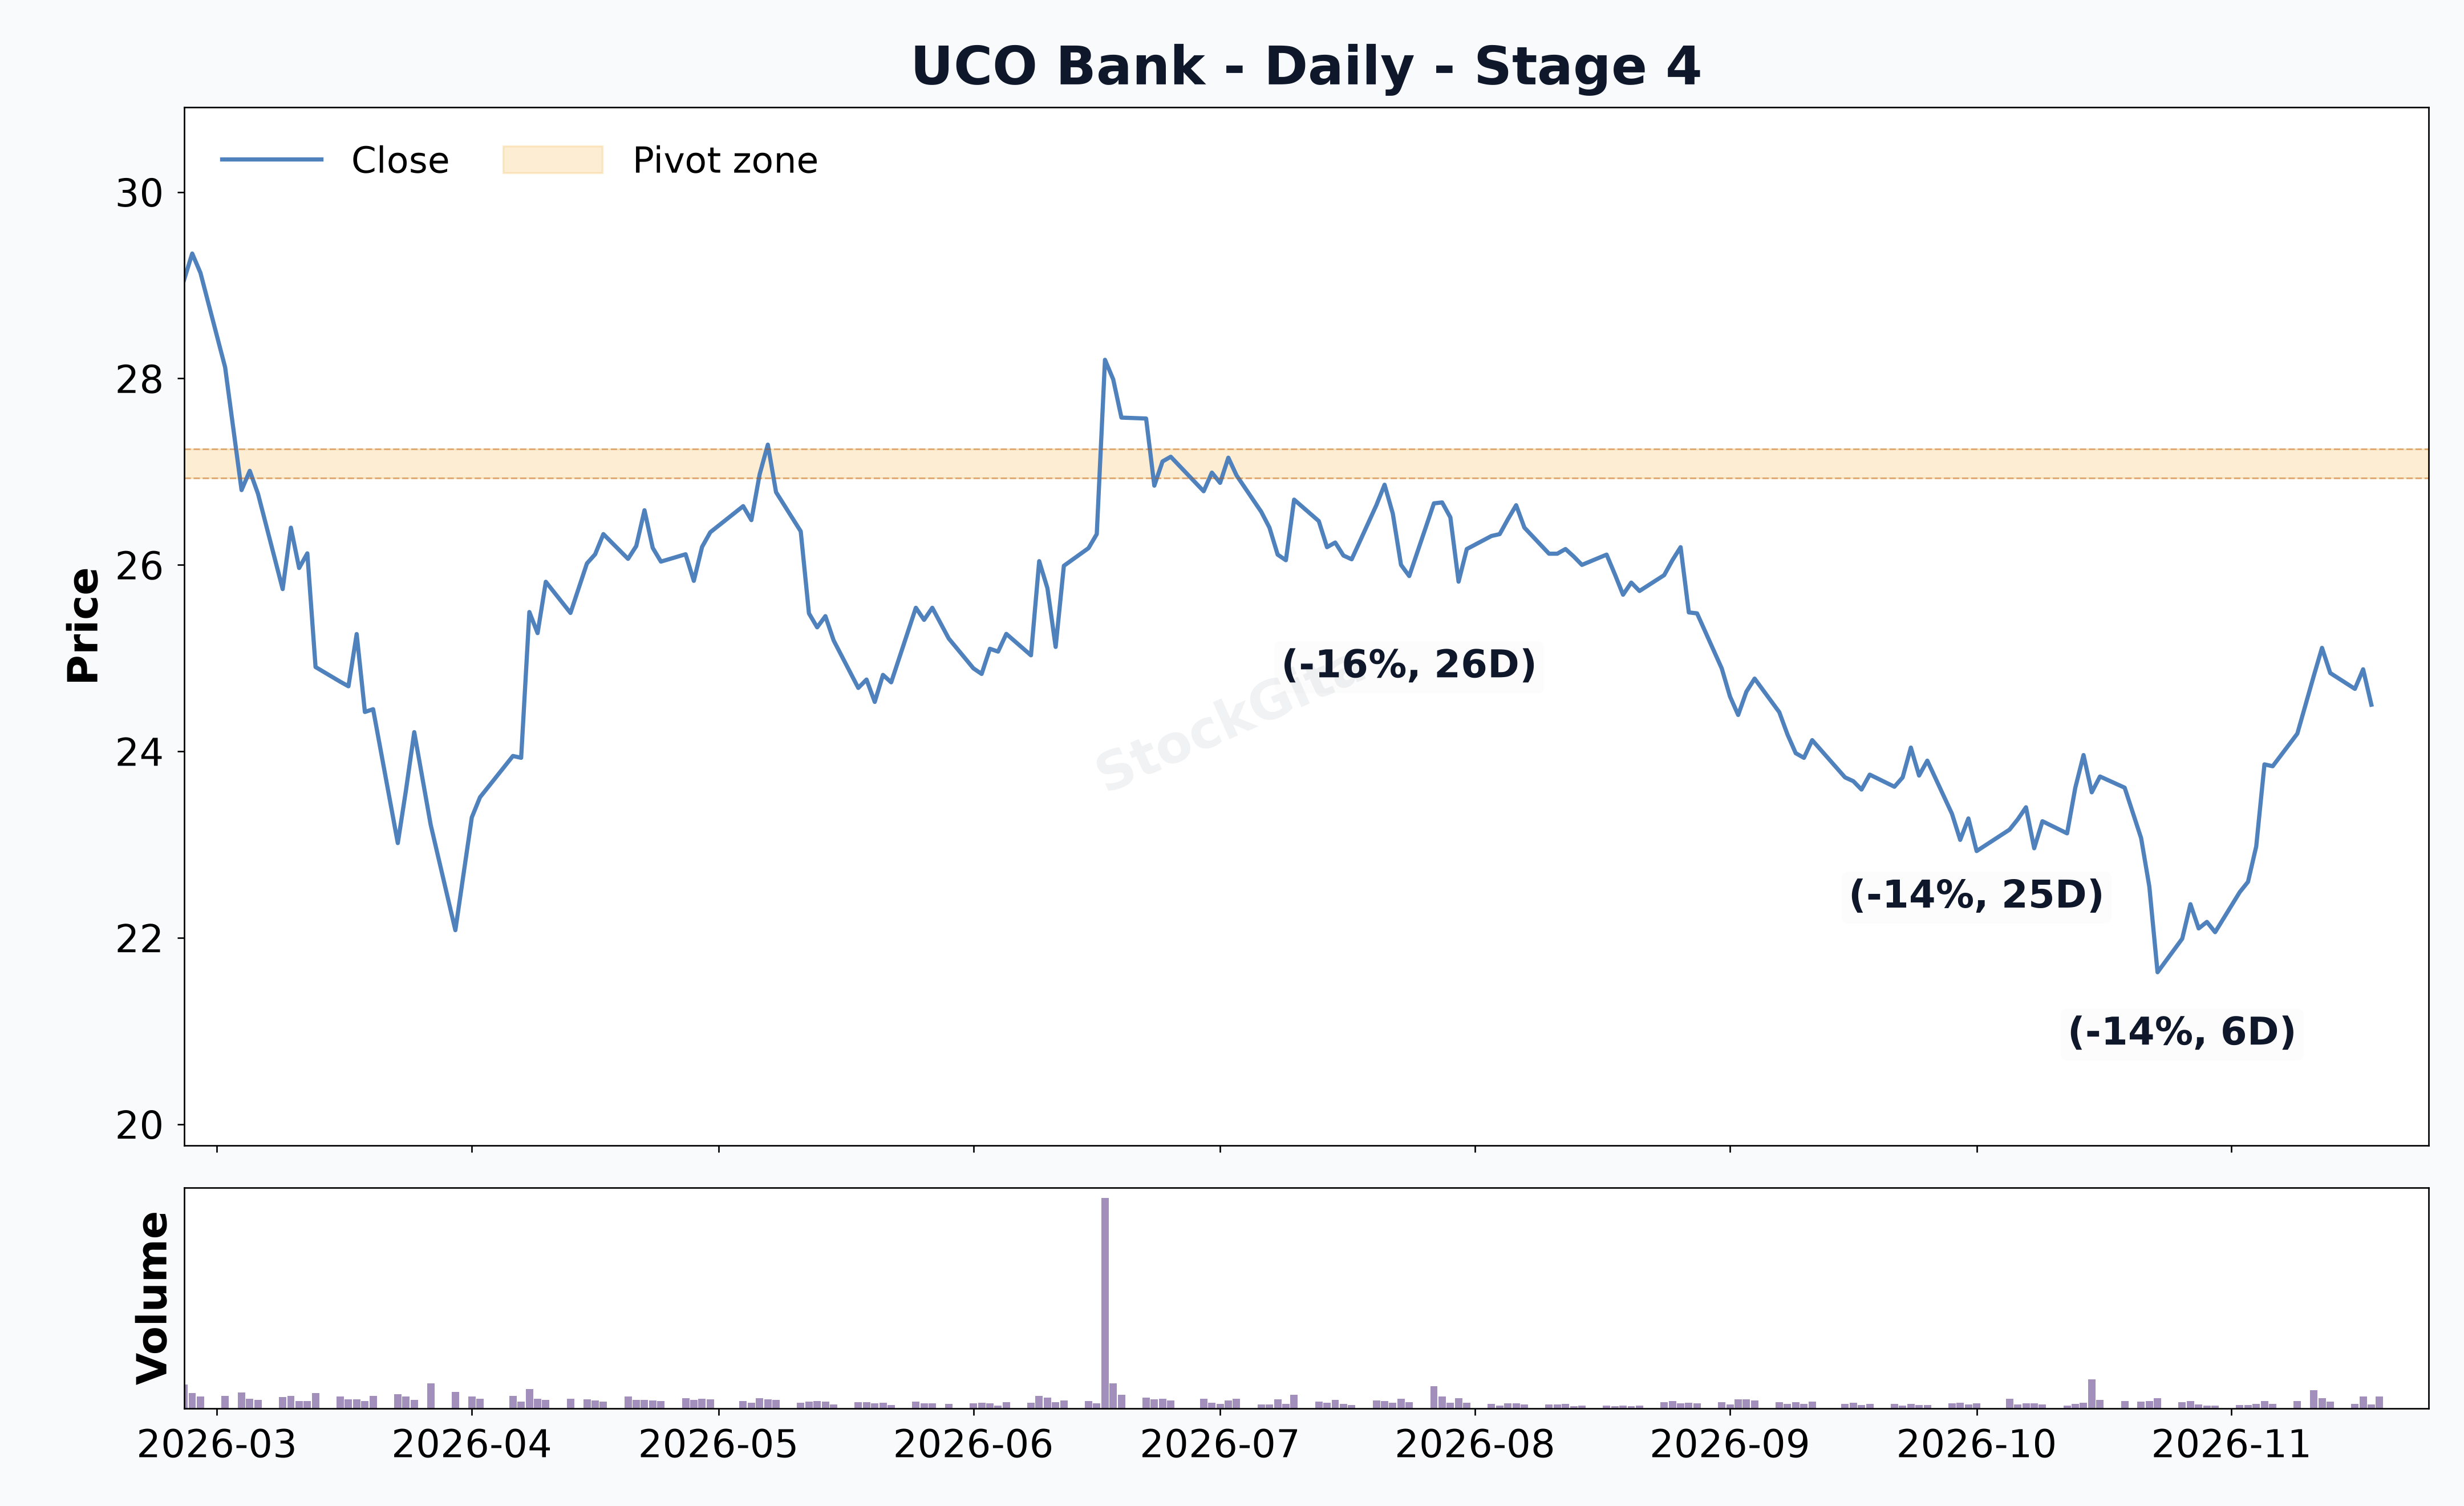 UCO Bank - Daily - Stage 4
Close
Pivot zone
30
28
26
24
22
20
Price
(-16%, 26D)
(-14%, 25D)
(-14%, 6D)
Volume
2026-03
2026-04
2026-05
2026-06
2026-07
2026-08
2026-09
2026-10
2026-11